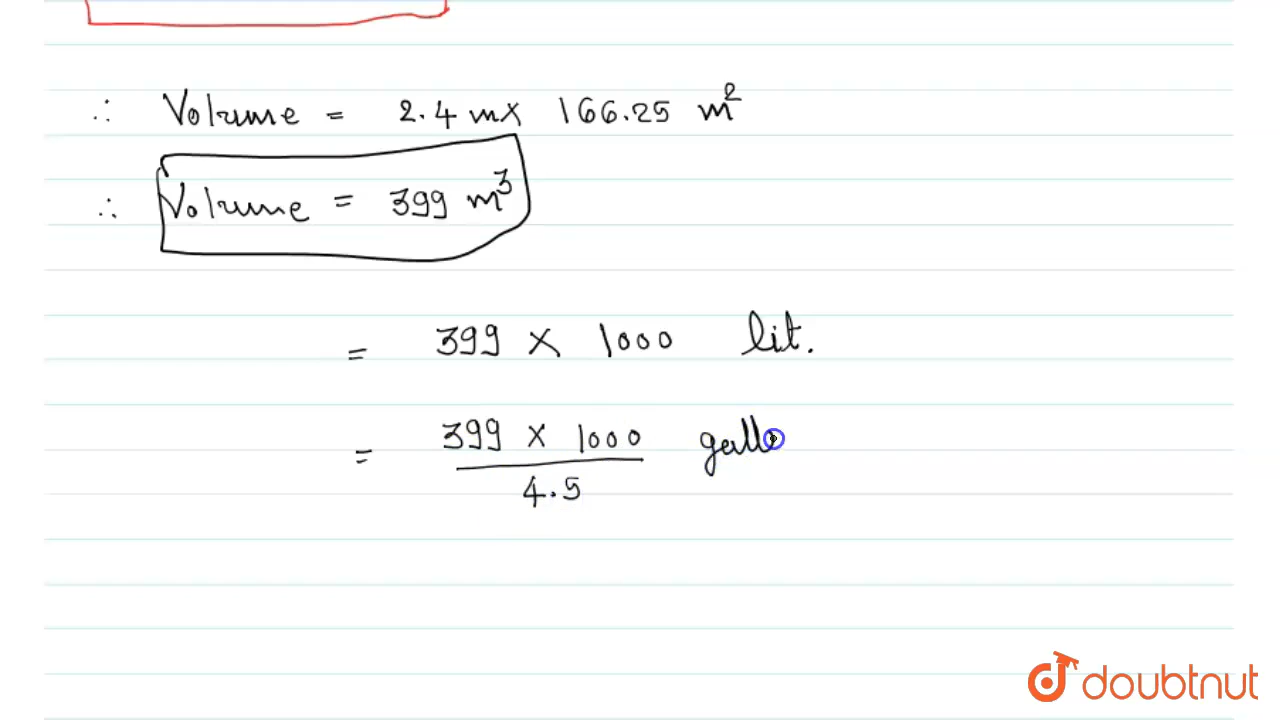 ∴ Volume = 2.4 m× 166.25 m²
∴ Volume = 399 m³
= 399 × 1000 lit.
= 399 × 1000
4.5
gallo
doubtnut